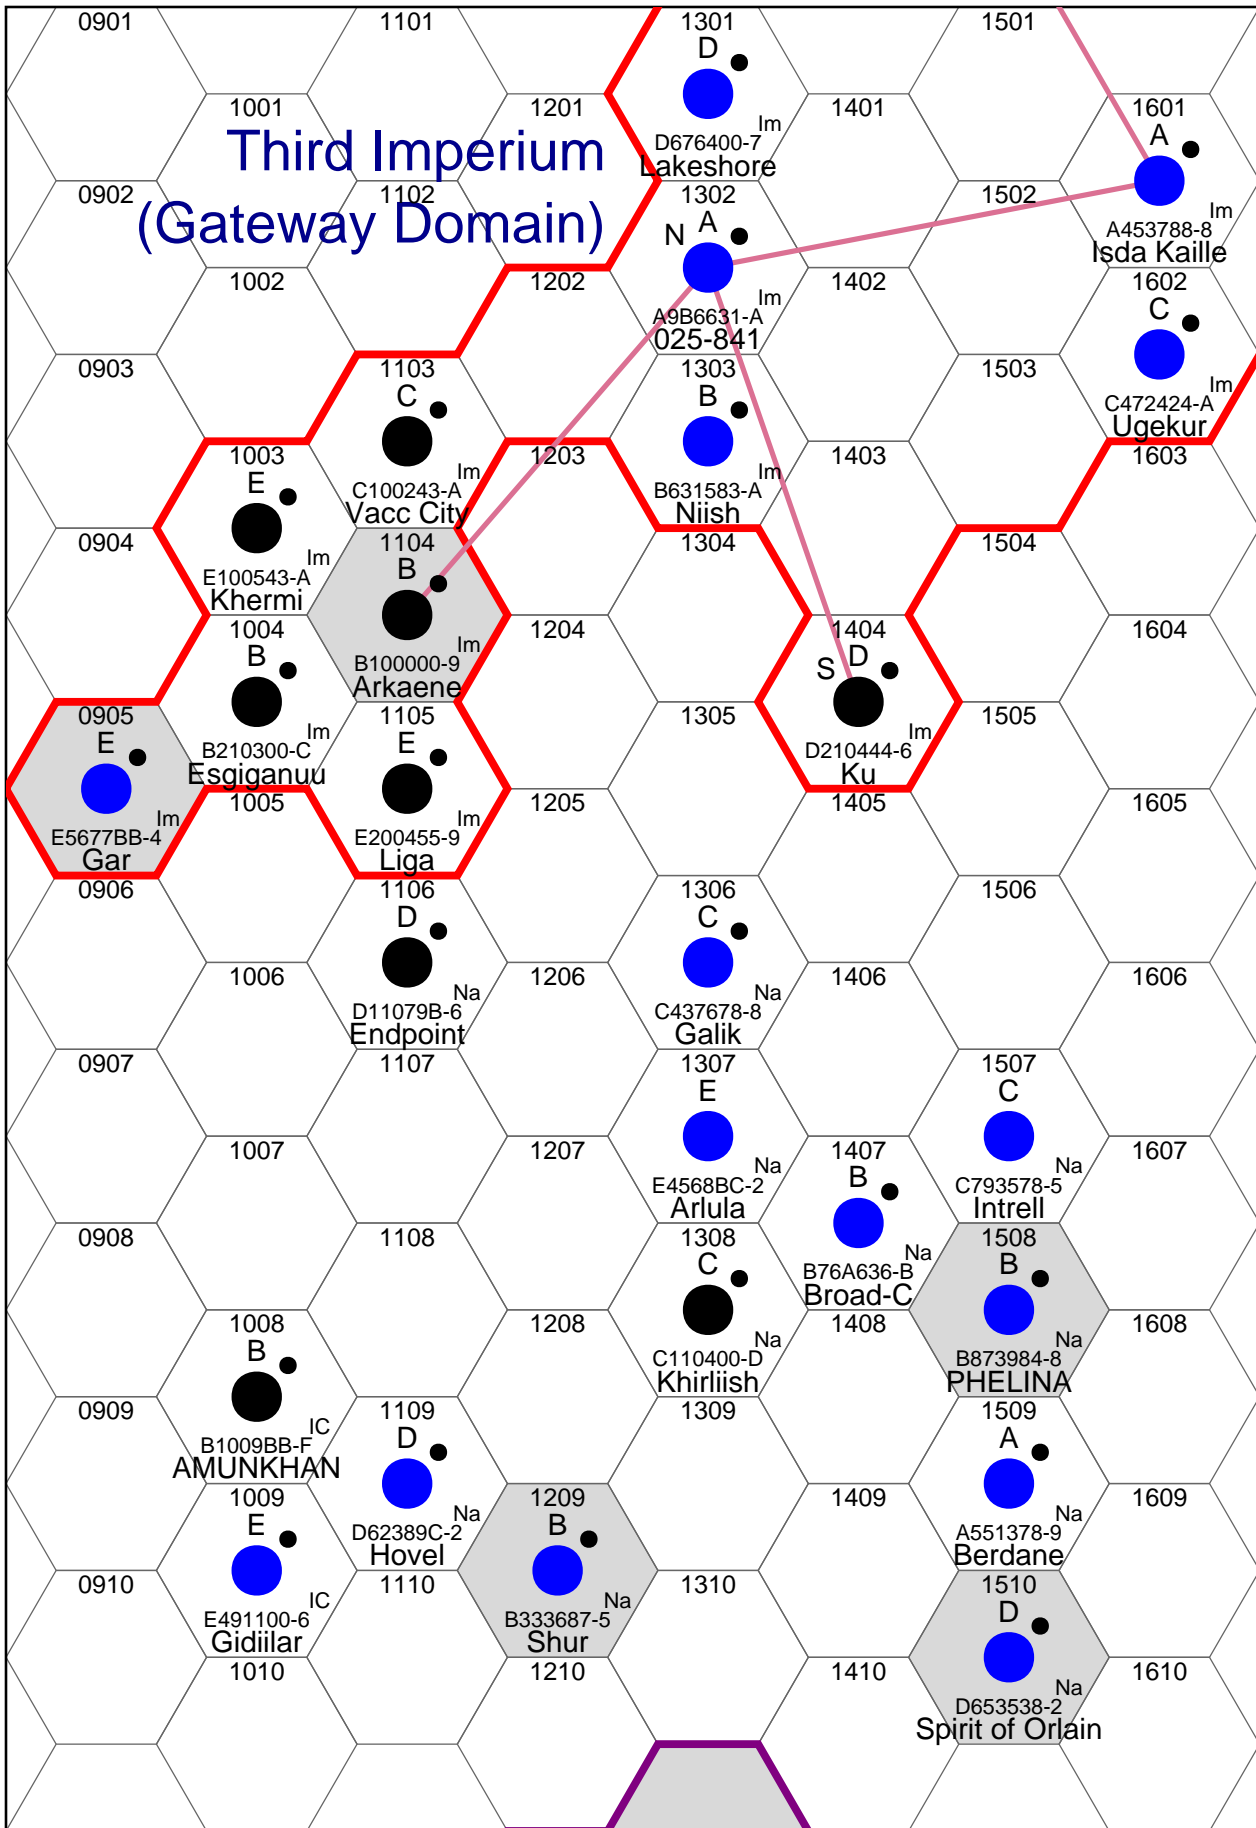 0901
1101
1301
1501
D
1001
1201
1401
1601
Im
A
Third Imperium
D676400-7
Lakeshore
0902
1102
1302
1502
(Gateway Domain)
N A
Im
A453788-8
Isda Kaille
1002
1202
1402
1602
Im
C
A9B6631-A
025-841
0903
1103
1303
1503
C
B
Im
C472424-A
Ugekur
1003
1203
1403
1603
E
Im
Im
C100243-A
B631583-A
Vacc City
Niish
0904
1104
1304
1504
Im
B
E100543-A
Khermi
1004
1204
1404
1604
B
Im
S D
B100000-9
Arkaene
0905
1105
1305
1505
E
Im
E
Im
B210300-C
D210444-6
Esgiganuu
Ku
1005
1205
1405
1605
Im
Im
E5677BB-4
E200455-9
Gar
Liga
0906
1106
1306
1506
D
C
1006
1206
1406
1606
Na
Na
D11079B-6
C437678-8
Endpoint
Galik
0907
1107
1307
1507
E
C
1007
1207
1407
1607
Na
B
Na
E4568BC-2
C793578-5
Arlula
Intrell
0908
1108
1308
1508
C
Na
B
B76A636-B
Broad-C
1008
1208
1408
1608
B
Na
Na
C110400-D
B873984-8
Khirliish
PHELINA
0909
1109
1309
1509
IC
D
A
B1009BB-F
AMUNKHAN
1009
1209
1409
1609
E
Na
B
Na
D62389C-2
A551378-9
Hovel
Berdane
0910
1110
1310
1510
IC
Na
D
E491100-6
B333687-5
Gidiilar
Shur
1010
1210
1410
1610
Na
D653538-2
Spirit of Orlain